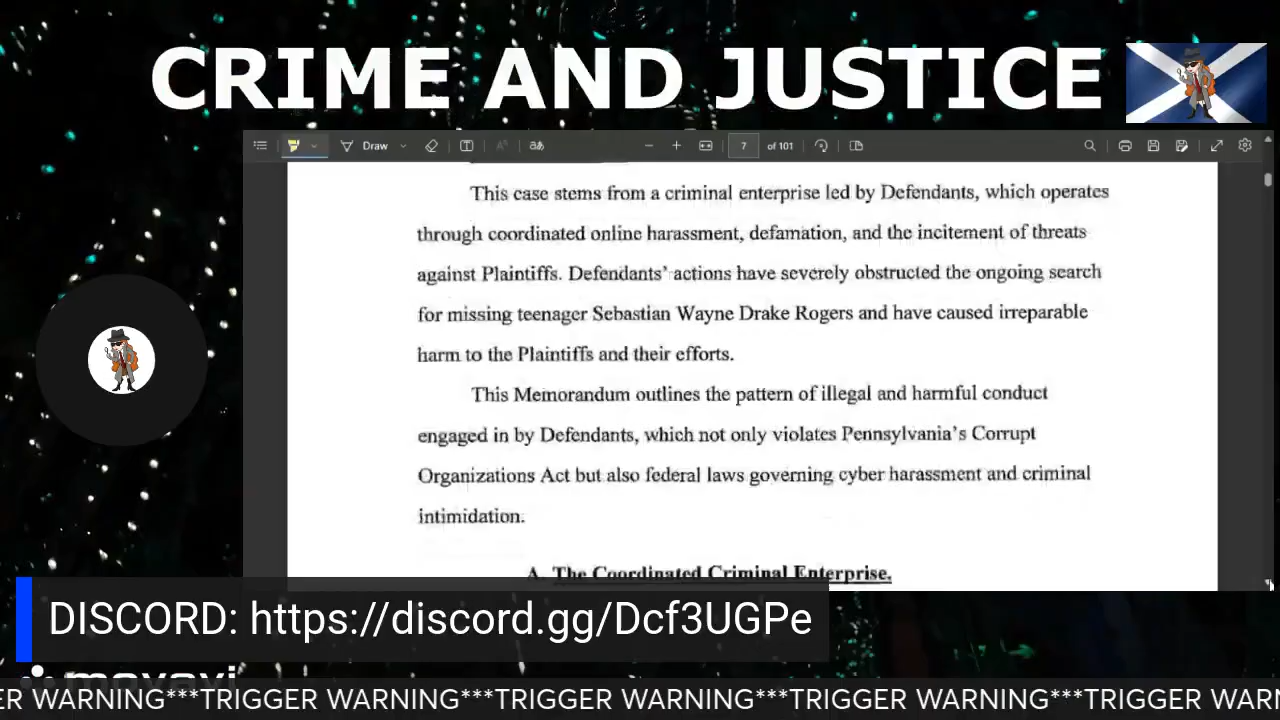 CRIME AND JUSTICE
Draw
7 of 101
This case stems from a criminal enterprise led by Defendants, which operates
through coordinated online harassment, defamation, and the incitement of threats
against Plaintiffs. Defendants' actions have severely obstructed the ongoing search
for missing teenager Sebastian Wayne Drake Rogers and have caused irreparable
harm to the Plaintiffs and their efforts.
This Memorandum outlines the pattern of illegal and harmful conduct
engaged in by Defendants, which not only violates Pennsylvania's Corrupt
Organizations Act but also federal laws governing cyber harassment and criminal
intimidation.
A. The Coordinated Criminal Enterprise.
DISCORD: https://discord.gg/Dcf3UGPe
movavi
ER WARNING***TRIGGER WARNING***TRIGGER WARNING***TRIGGER WARNING***TRIGGER WARN